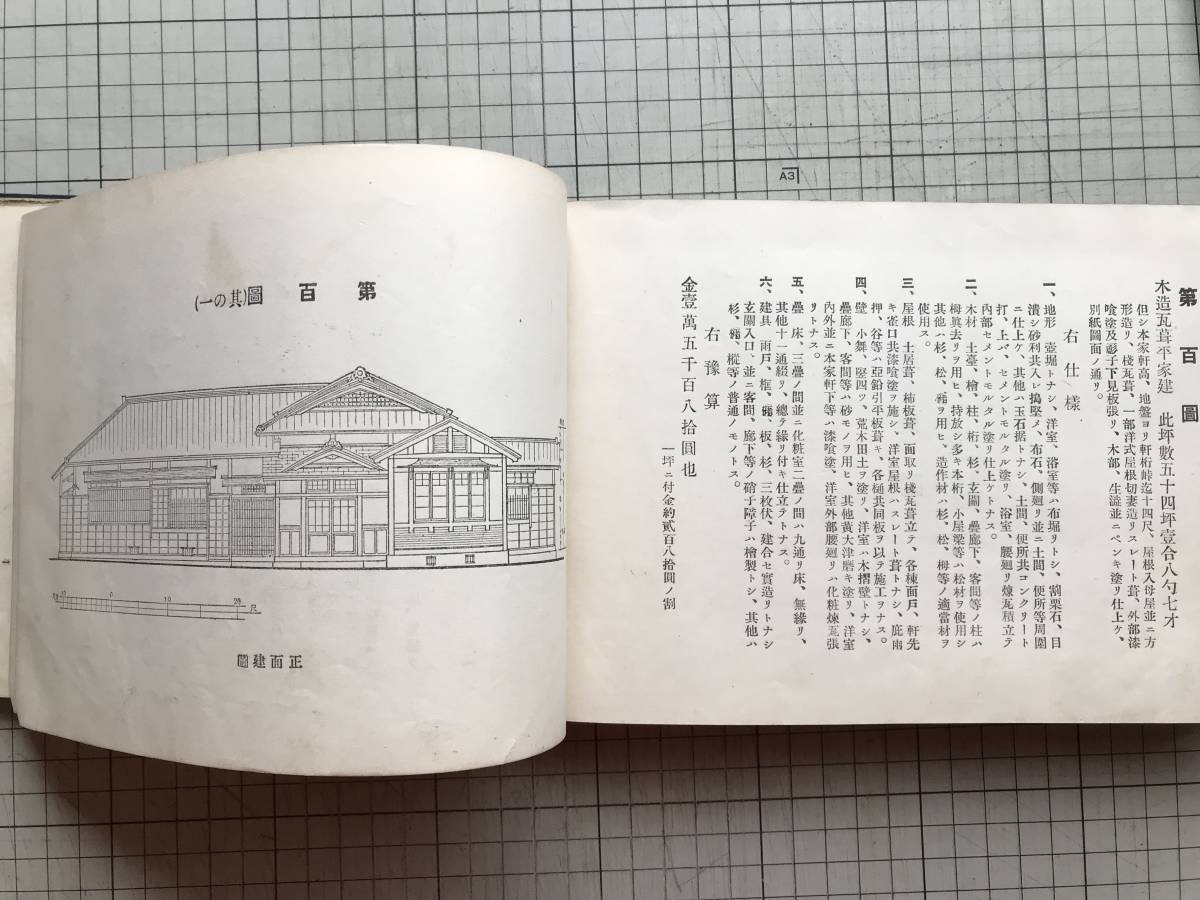 第百圖
木造瓦葺平家建　此坪數五十四坪壹合八勺七才
但シ本家軒高、地盤ヨリ軒桁峠迄十四尺、屋根入母屋並ニ方
形造リ、棧瓦葺、一部洋式屋根切妻造リスレート葺、外部漆
喰塗及簓子下見板張リ、木部、生澁並ニペンキ塗リ仕上ケ、
別紙圖面ノ通リ。
右仕様
一、地形　壺堀トナシ、洋室、浴室等ハ布堀リトシ、割栗石、目
潰シ砂利共入レ搗堅メ、布石、側廻リ並ニ土間、便所等周圍
ニ仕上ケ、其他ハ玉石据トナシ、土間、便所共コンクリート
打、上バ、セメントモルタル塗リ、浴室、腰廻リ煉瓦積立テ
内部セメントモルタル塗リ仕上ケトナス。
二、木材　土臺、檜、柱、桁、杉、玄關、疊廊下、客間等ノ柱ハ
栂眞去リヲ用ヒ、持放シ多キ本桁、小屋梁等ハ松材ヲ使用シ
其他ハ杉、松、樅ヲ用ヒ、造作材ハ杉、松、栂等ノ適當材ヲ
使用ス。
三、屋根　土居葺、杮板葺、面取リ棧瓦葺立テ、各棟面戸、軒先
キ雀口共漆喰塗ヲ施シ、洋室屋根ハスレート葺トナシ、庇雨
押、谷等ハ亞鉛引平板葺キ、各樋共同板ヲ以テ施工ヲナス。
四、壁　小舞、竪四ツ、荒木田土ヲ塗リ、洋室ハ木摺壁トナシ、
疊廊下、客間等ハ砂モノヲ用ヒ、其他黄大津磨キ塗リ、洋室
內外並ニ本家軒下等ハ漆喰塗、洋室外部腰廻リハ化粧煉瓦張
リトナス。
五、疊　床、三疊ノ間並ニ化粧室二疊ノ間ハ九通リ床、無緣リ、
其他十一通綴リ、總テ緣リ付キ仕立テトナス。
六、建具　雨戸、框、樅、板、杉、三枚伏、建合セ實造リトナシ
玄關入口、並ニ客間、廊下等ノ硝子障子ハ檜製トシ、其他ハ
杉、樅、樅等ノ普通ノモノトス。
右豫算
金壹萬五千百八拾圓也
一坪ニ付金約貳百八拾圓ノ割
第百圖(其の一)
10 0 10 20 尺
正面建圖
A3